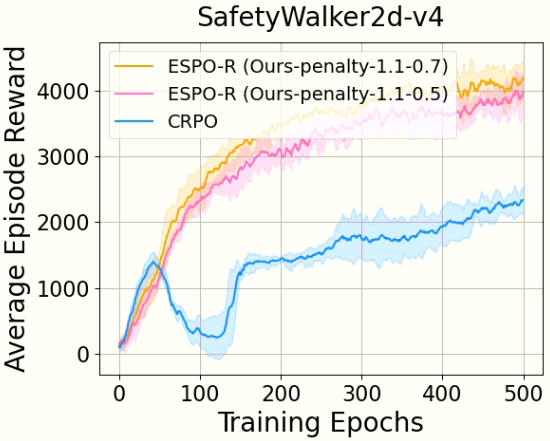 SafetyWalker2d-v4
Average Episode Reward
4000
3000
2000
1000
0
ESPO-R (Ours-penalty-1.1-0.7)
ESPO-R (Ours-penalty-1.1-0.5)
CRPO
0 100 200 300 400 500
Training Epochs